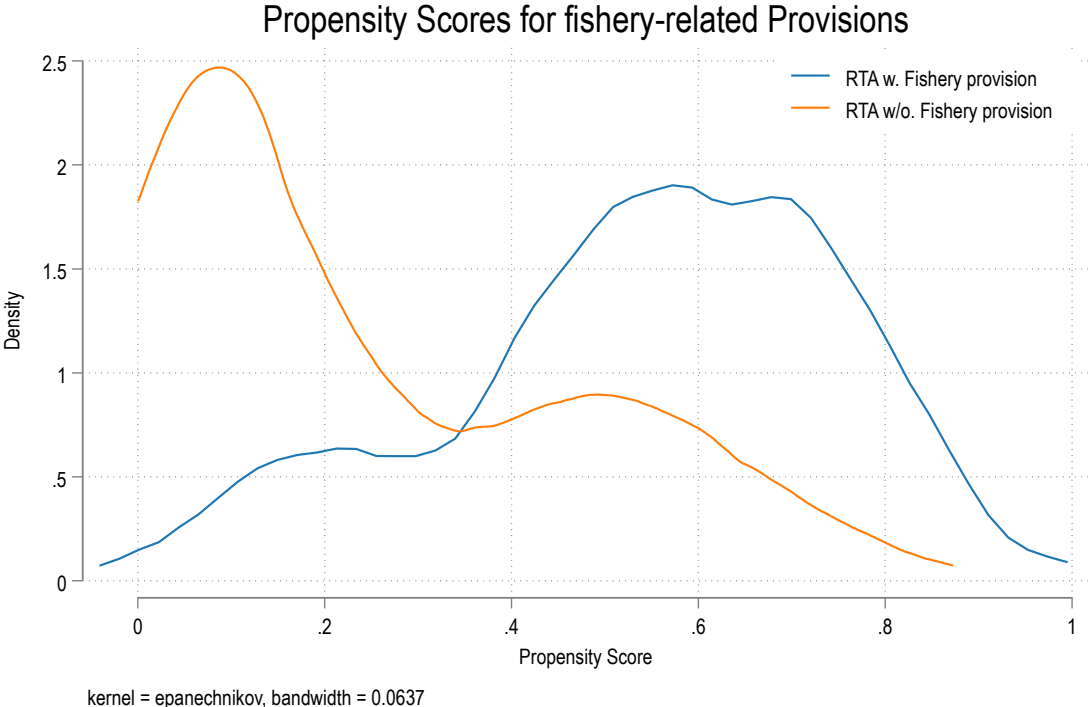 Propensity Scores for fishery-related Provisions
RTA w. Fishery provision
RTA w/o. Fishery provision
Density
2.5
2
1.5
1
.5
0
0 .2 .4 .6 .8 1
Propensity Score
kernel = epanechnikov, bandwidth = 0.0637